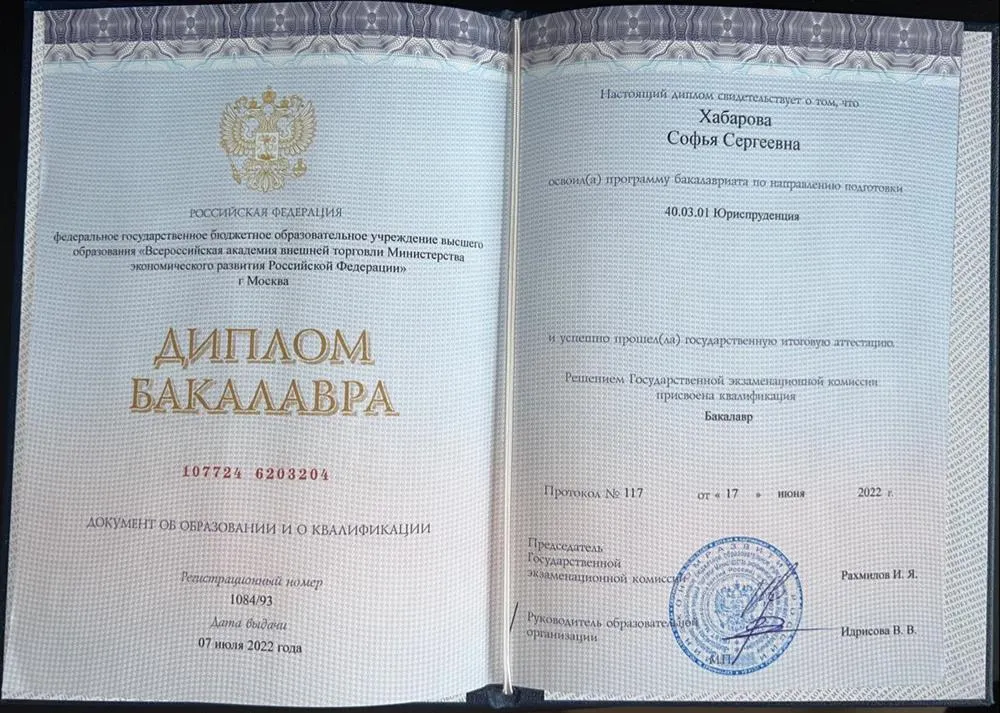 РОССИЙСКАЯ ФЕДЕРАЦИЯ
федеральное государственное бюджетное образовательное учреждение высшего
образования «Всероссийская академия внешней торговли Министерства
экономического развития Российской Федерации»
г Москва
ДИПЛОМ
БАКАЛАВРА
107724 6203204
ДОКУМЕНТ ОБ ОБРАЗОВАНИИ И О КВАЛИФИКАЦИИ
Регистрационный номер
1084/93
Дата выдачи
07 июля 2022 года
Настоящий диплом свидетельствует о том, что
Хабарова
Софья Сергеевна
освоил(а) программу бакалавриата по направлению подготовки
40.03.01 Юриспруденция
и успешно прошел(ла) государственную итоговую аттестацию
Решением Государственной экзаменационной комиссии
присвоена квалификация
Бакалавр
Протокол № 117 от « 17 » июня 2022 г.
Председатель
Государственной
экзаменационной комиссии Рахмилов И. Я.
Руководитель образовательной
организации Идрисова В. В.
М.П.